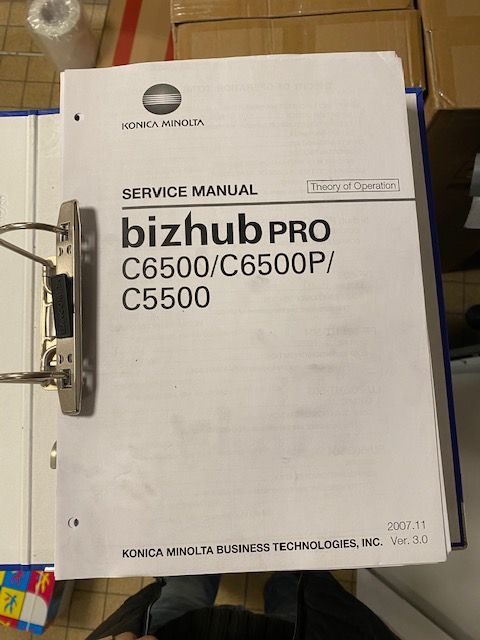 KONICA MINOLTA
SERVICE MANUAL
Theory of Operation
bizhub PRO
C6500/C6500P/
C5500
2007.11
KONICA MINOLTA BUSINESS TECHNOLOGIES, INC.
Ver. 3.0